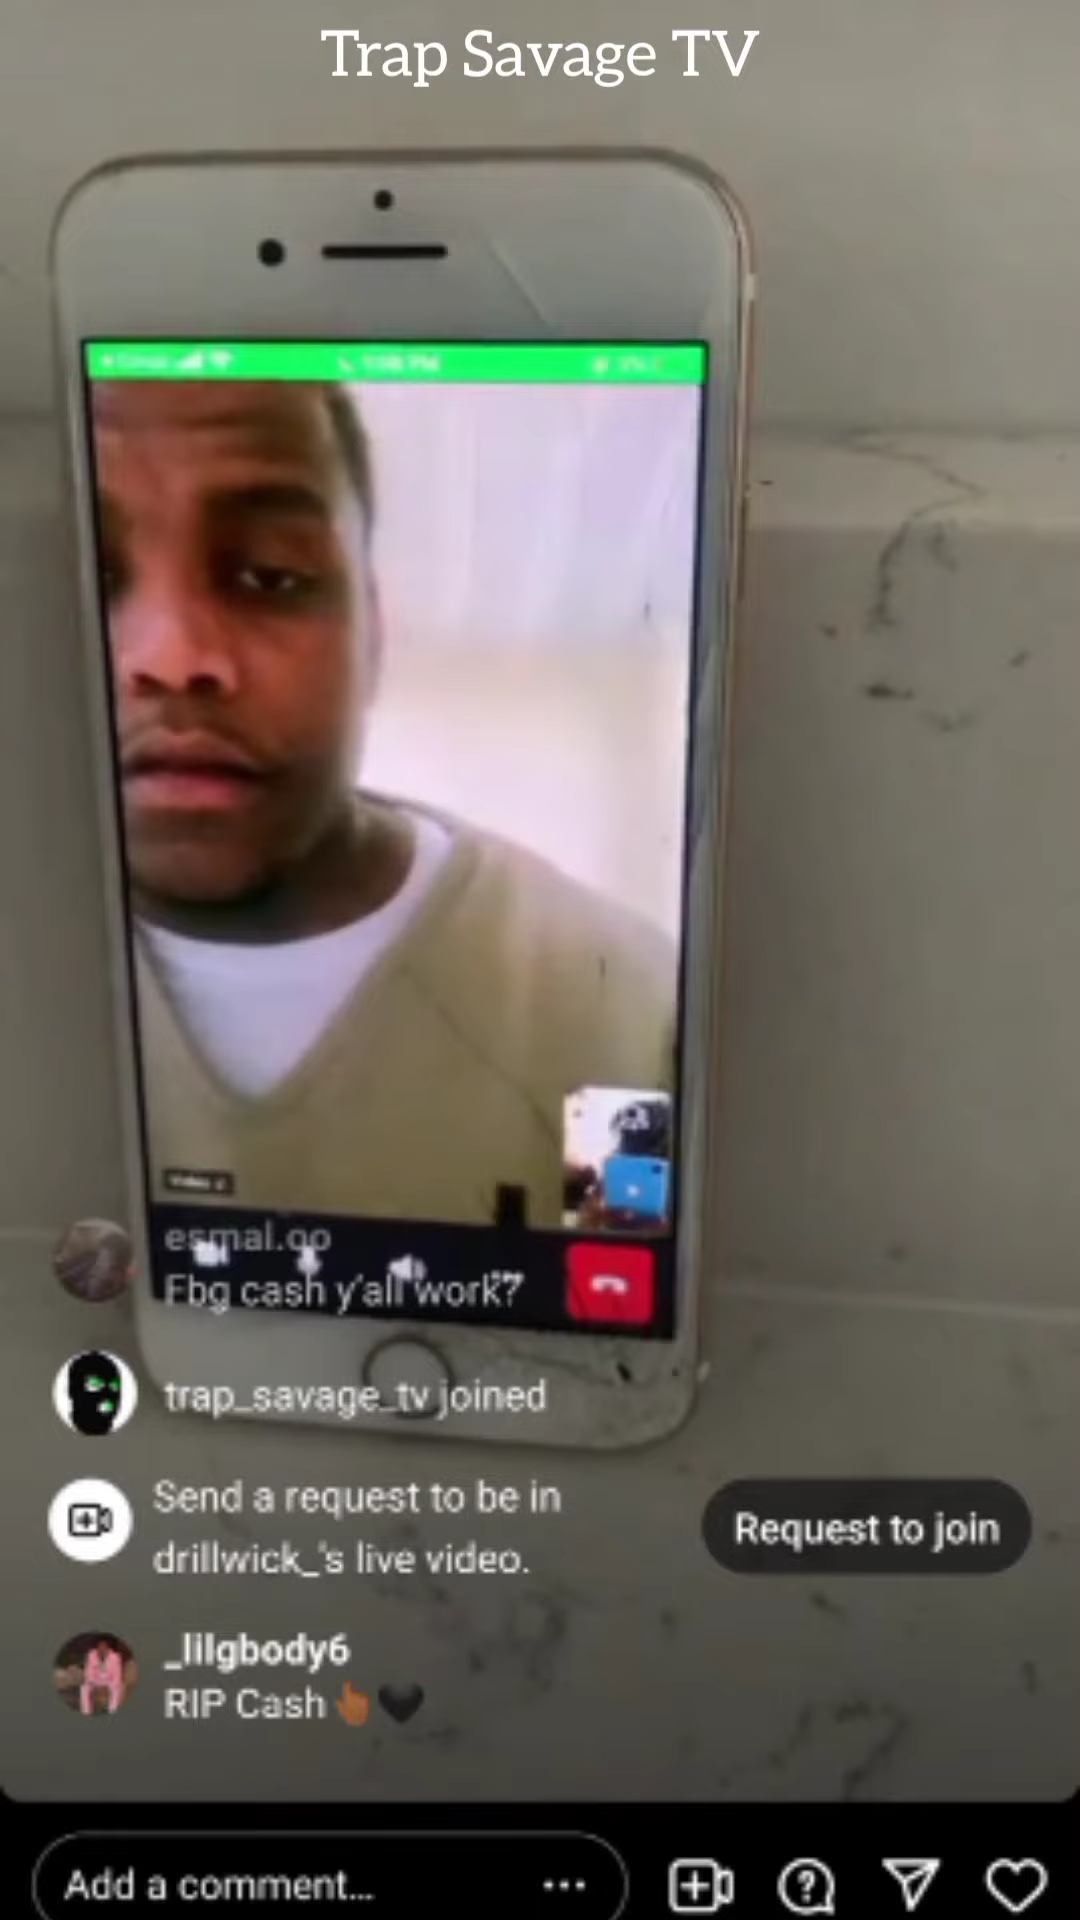 Trap Savage TV
esmal.oo
Fbg cash y'all work?
trap_savage_tv joined
Send a request to be in
drillwick_'s live video.
Request to join
_lilgbody6
RIP Cash👆🏾🖤
Add a comment...